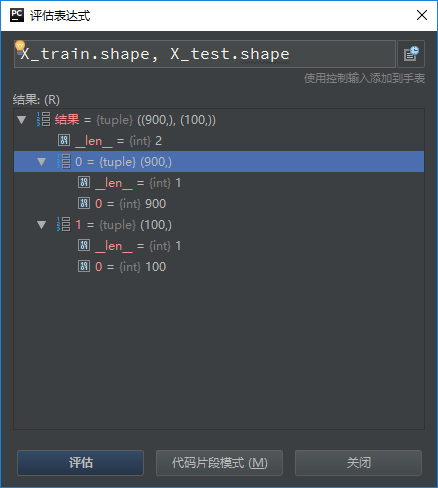 PC 评估表达式
X_train.shape, X_test.shape
使用控制输入添加到手表
结果: (R)
结果 = {tuple} ((900,), (100,))
__len__ = {int} 2
0 = {tuple} (900,)
__len__ = {int} 1
0 = {int} 900
1 = {tuple} (100,)
__len__ = {int} 1
0 = {int} 100
评估 代码片段模式 (M) 关闭